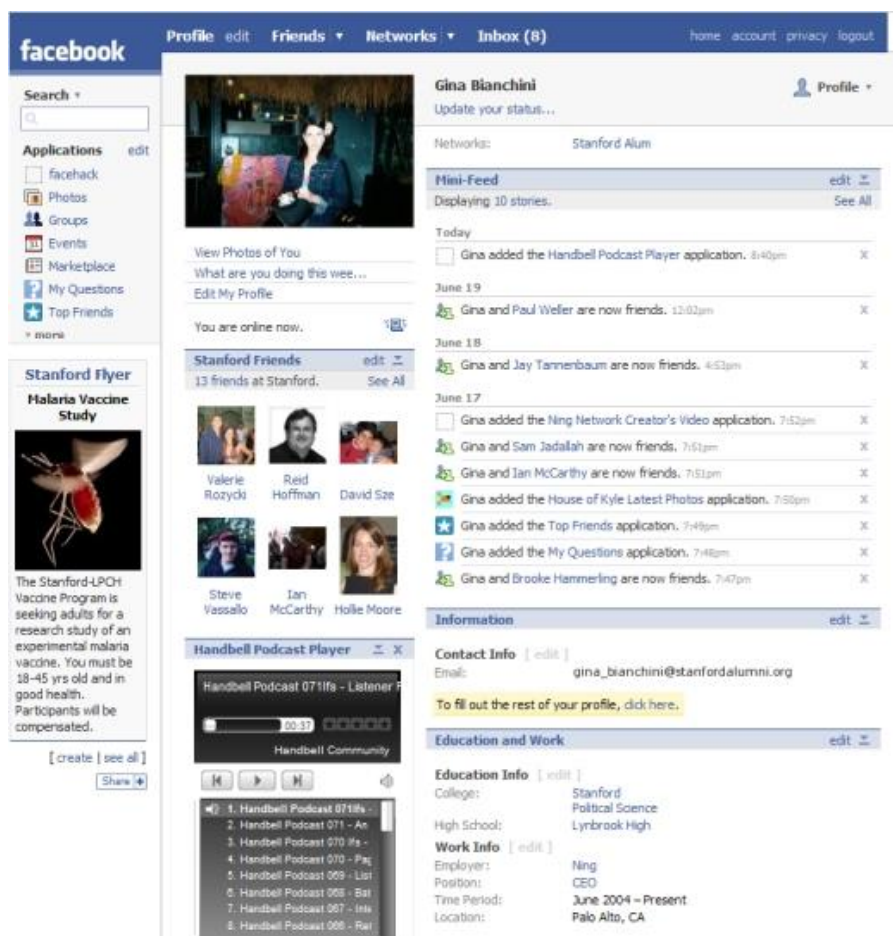 facebook
Profile edit Friends ▾ Networks ▾ Inbox (8)
home account privacy logout
Search ▾
Applications edit
facehack
Photos
Groups
Events
Marketplace
My Questions
Top Friends
▾ more
Stanford Flyer
Malaria Vaccine
Study
The Stanford-LPCH
Vaccine Program is
seeking adults for a
research study of an
experimental malaria
vaccine. You must be
18-45 yrs old and in
good health.
Participants will be
compensated.
[ create | see all ]
Share +
View Photos of You
What are you doing this wee...
Edit My Profile
You are online now.
Stanford Friends edit
13 friends at Stanford. See All
Valerie
Rozycki
Reid
Hoffman
David Sze
Steve
Vassallo
Ian
McCarthy
Hollie Moore
Handbell Podcast Player X
Handbell Podcast 071lfs - Listener F
00:37
Handbell Community
1. Handbell Podcast 071lfs -
2. Handbell Podcast 071 - An
3. Handbell Podcast 070 lfs -
4. Handbell Podcast 070 - Pag
5. Handbell Podcast 069 - List
6. Handbell Podcast 068 - Bat
7. Handbell Podcast 067 - Inte
8. Handbell Podcast 066 - Rei
Gina Bianchini
Update your status...
Profile ▾
Networks: Stanford Alum
Mini-Feed edit
Displaying 10 stories. See All
Today
Gina added the Handbell Podcast Player application. 8:40pm X
June 19
Gina and Paul Weller are now friends. 12:02pm X
June 18
Gina and Jay Tannenbaum are now friends. 4:53pm X
June 17
Gina added the Ning Network Creator's Video application. 7:52pm X
Gina and Sam Jadallah are now friends. 7:51pm X
Gina and Ian McCarthy are now friends. 7:51pm X
Gina added the House of Kyle Latest Photos application. 7:50pm X
Gina added the Top Friends application. 7:49pm X
Gina added the My Questions application. 7:48pm X
Gina and Brooke Hammerling are now friends. 7:47pm X
Information edit
Contact Info [ edit ]
Email: gina_bianchini@stanfordalumni.org
To fill out the rest of your profile, click here.
Education and Work edit
Education Info [ edit ]
College: Stanford
Political Science
High School: Lynbrook High
Work Info [ edit ]
Employer: Ning
Position: CEO
Time Period: June 2004 – Present
Location: Palo Alto, CA